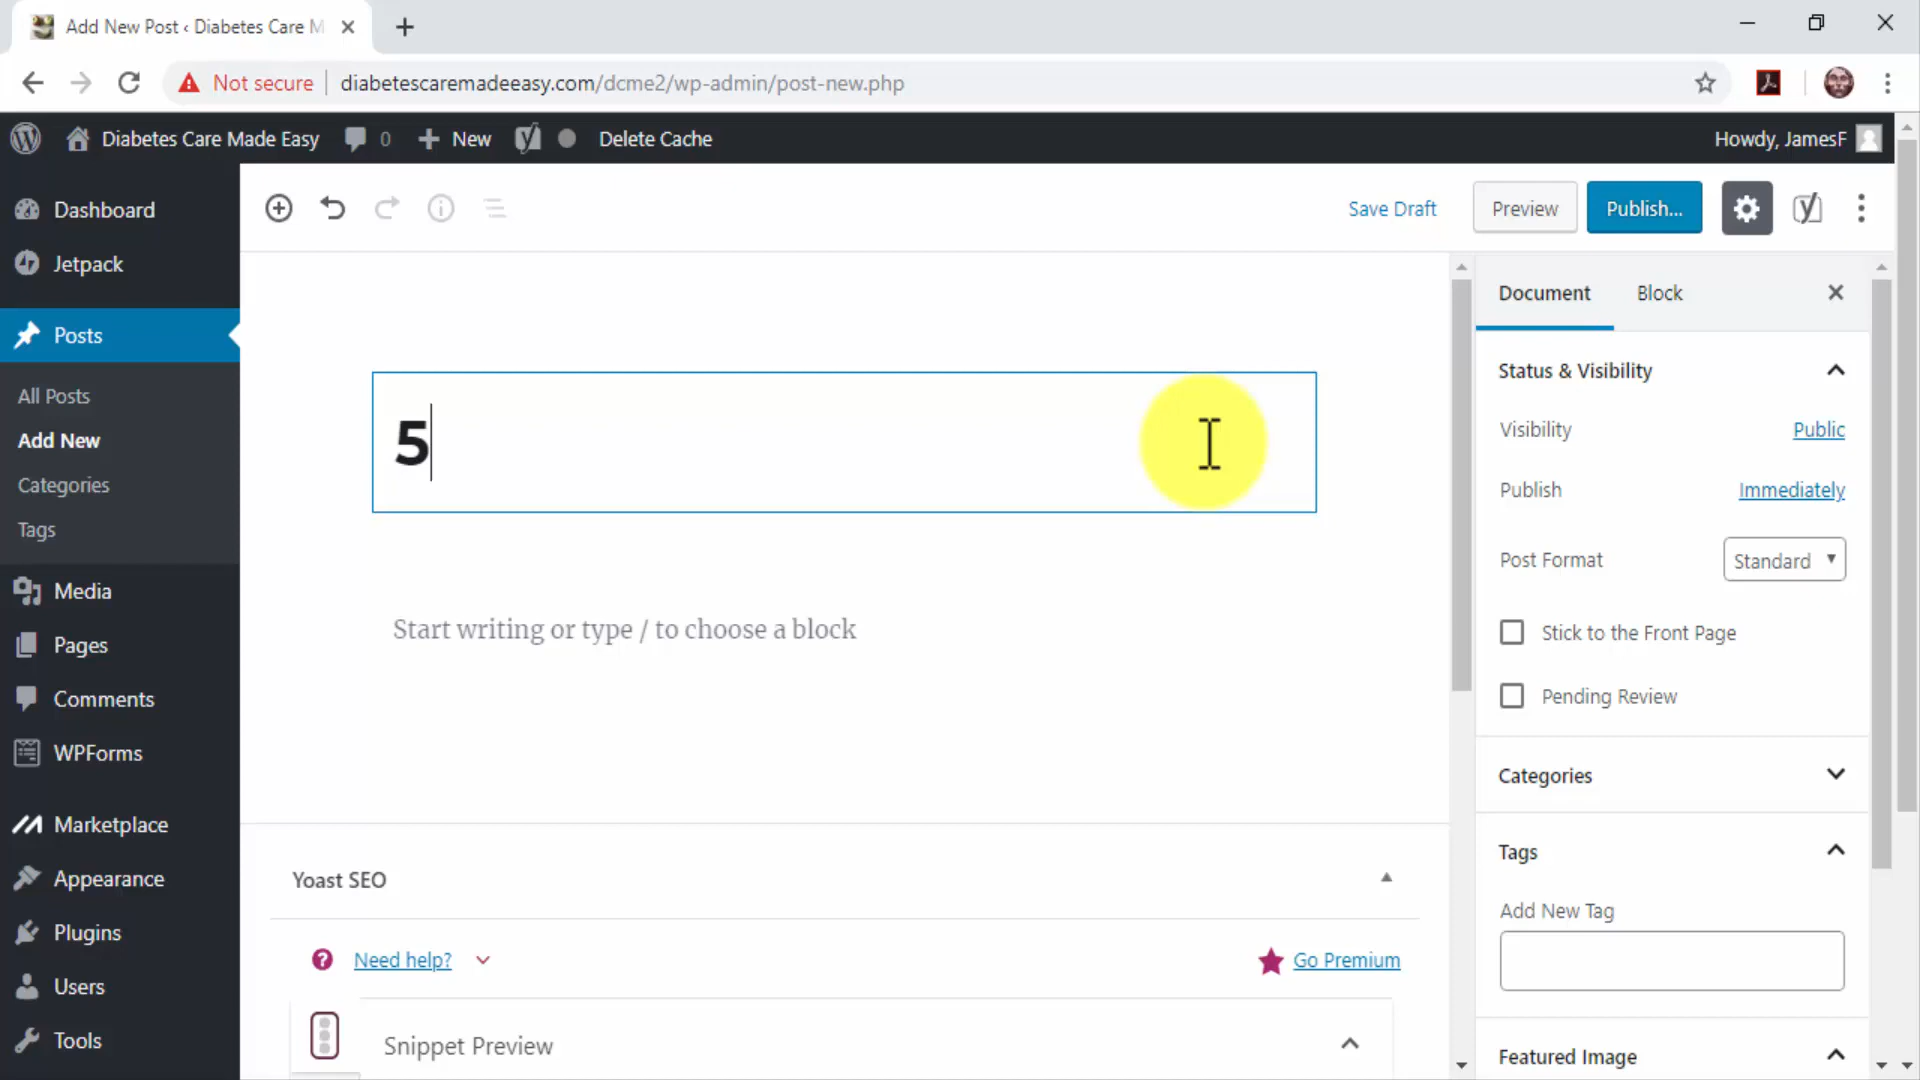 Add New Post ‹ Diabetes Care M
Not secure
diabetescaremadeeasy.com/dcme2/wp-admin/post-new.php
Diabetes Care Made Easy
0
New
Delete Cache
Howdy, JamesF
Dashboard
Jetpack
Posts
All Posts
Add New
Categories
Tags
Media
Pages
Comments
WPForms
Marketplace
Appearance
Plugins
Users
Tools
Save Draft
Preview
Publish...
5
Start writing or type / to choose a block
Yoast SEO
Need help?
Go Premium
Snippet Preview
Document
Block
Status & Visibility
Visibility
Public
Publish
Immediately
Post Format
Standard
Stick to the Front Page
Pending Review
Categories
Tags
Add New Tag
Featured Image